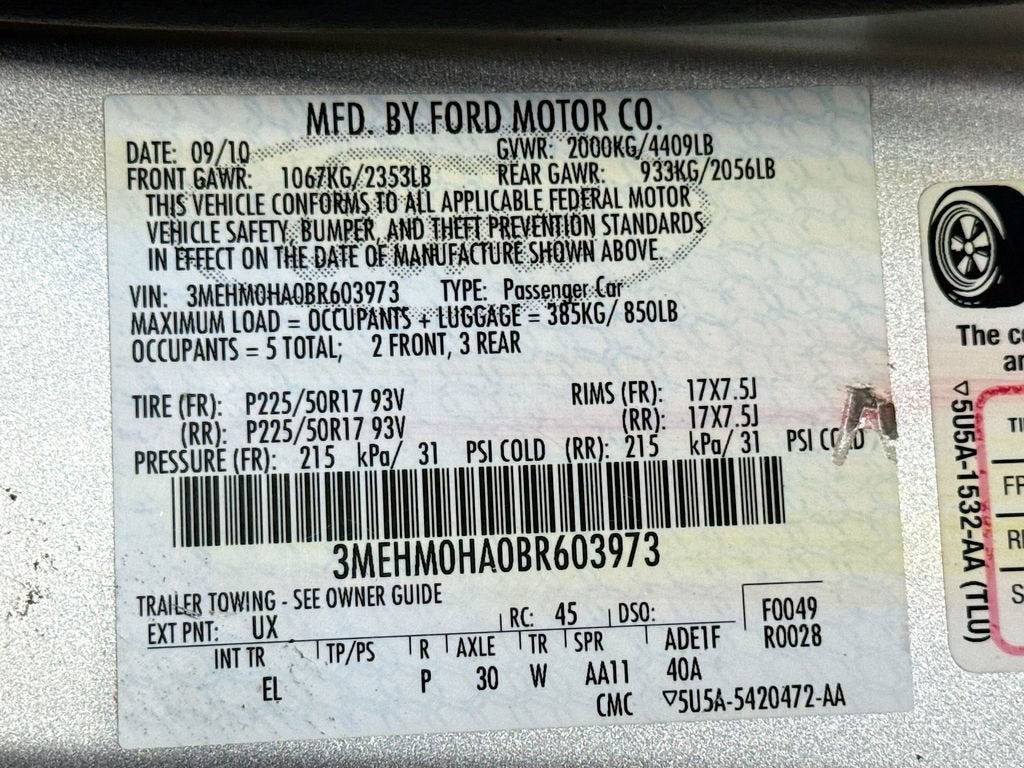 MFD. BY FORD MOTOR CO.
DATE: 09/10 GVWR: 2000KG/4409LB
FRONT GAWR: 1067KG/2353LB REAR GAWR: 933KG/2056LB
THIS VEHICLE CONFORMS TO ALL APPLICABLE FEDERAL MOTOR
VEHICLE SAFETY, BUMPER, AND THEFT PREVENTION STANDARDS
IN EFFECT ON THE DATE OF MANUFACTURE SHOWN ABOVE.
VIN: 3MEHM0HA0BR603973 TYPE: Passenger Car
MAXIMUM LOAD = OCCUPANTS + LUGGAGE = 385KG/ 850LB
OCCUPANTS = 5 TOTAL; 2 FRONT, 3 REAR
TIRE (FR): P225/50R17 93V RIMS (FR): 17X7.5J
(RR): P225/50R17 93V (RR): 17X7.5J
PRESSURE (FR): 215 kPa/ 31 PSI COLD (RR): 215 kPa/ 31 PSI
3MEHM0HA0BR603973
TRAILER TOWING - SEE OWNER GUIDE
EXT PNT: UX RC: 45 DSO: F0049
INT TR TP/PS R AXLE TR SPR ADE1F R0028
EL P 30 W AA11 40A
CMC ▽5U5A-5420472-AA
The
▽5U5A-1532-AA (TLU)